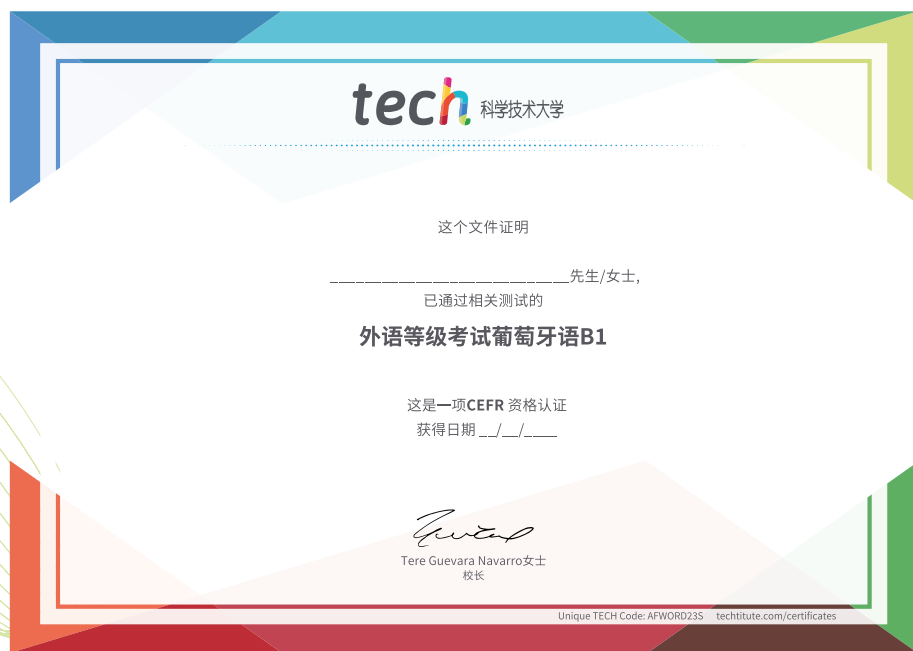 tech 科学技术大学
这个文件证明
____________________________先生/女士,
已通过相关测试的
外语等级考试葡萄牙语B1
这是一项CEFR 资格认证
获得日期 __/__/____
Tere Guevara Navarro女士
校长
Unique TECH Code: AFWORD23S techtitute.com/certificates